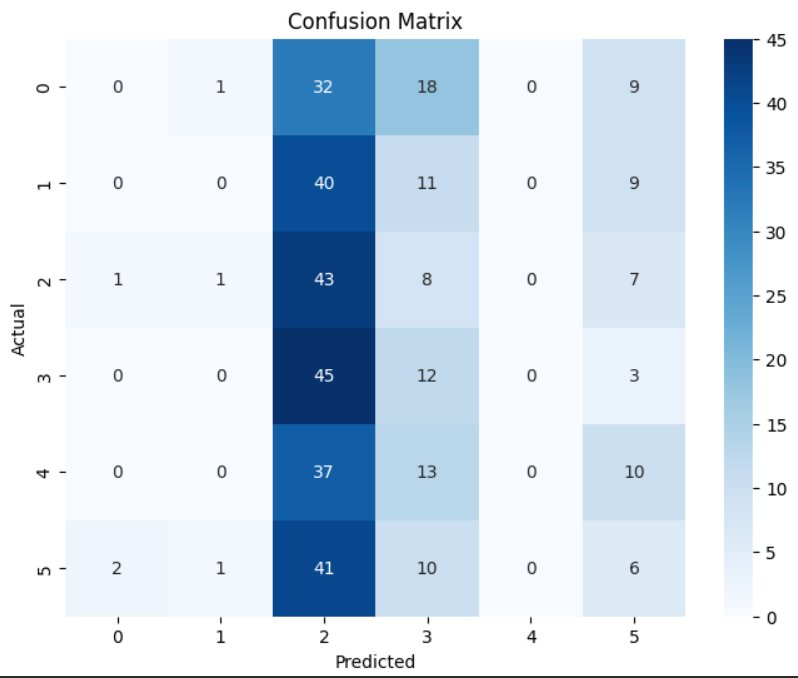 Confusion Matrix
0 0 1 32 18 0 9
1 0 0 40 11 0 9
2 1 1 43 8 0 7
3 0 0 45 12 0 3
4 0 0 37 13 0 10
5 2 1 41 10 0 6
0 1 2 3 4 5
Predicted
Actual
45
40
35
30
25
20
15
10
5
0